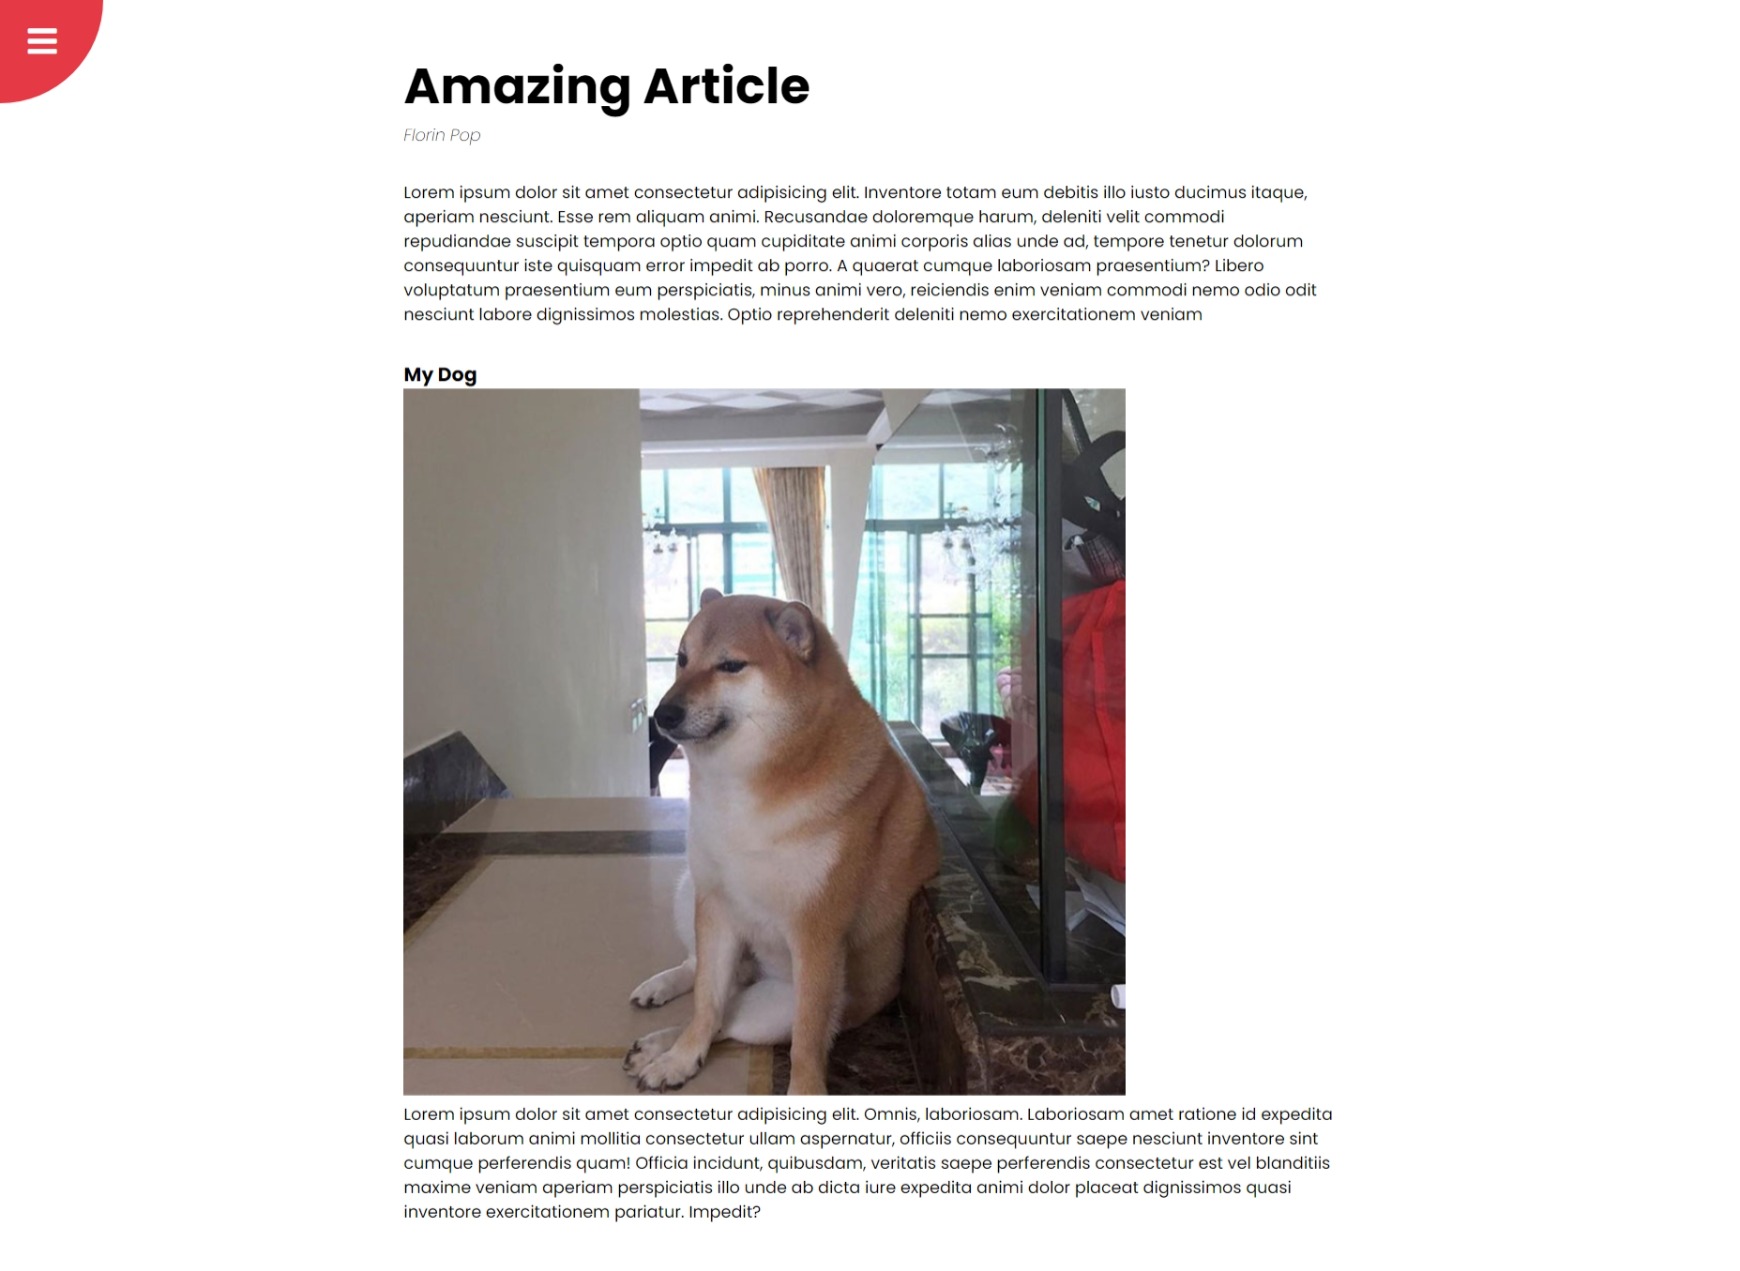 Amazing Article
Florin Pop
Lorem ipsum dolor sit amet consectetur adipisicing elit. Inventore totam eum debitis illo iusto ducimus itaque,
aperiam nesciunt. Esse rem aliquam animi. Recusandae doloremque harum, deleniti velit commodi
repudiandae suscipit tempora optio quam cupiditate animi corporis alias unde ad, tempore tenetur dolorum
consequuntur iste quisquam error impedit ab porro. A quaerat cumque laboriosam praesentium? Libero
voluptatum praesentium eum perspiciatis, minus animi vero, reiciendis enim veniam commodi nemo odio odit
nesciunt labore dignissimos molestias. Optio reprehenderit deleniti nemo exercitationem veniam
My Dog
Lorem ipsum dolor sit amet consectetur adipisicing elit. Omnis, laboriosam. Laboriosam amet ratione id expedita
quasi laborum animi mollitia consectetur ullam aspernatur, officiis consequuntur saepe nesciunt inventore sint
cumque perferendis quam! Officia incidunt, quibusdam, veritatis saepe perferendis consectetur est vel blanditiis
maxime veniam aperiam perspiciatis illo unde ab dicta iure expedita animi dolor placeat dignissimos quasi
inventore exercitationem pariatur. Impedit?